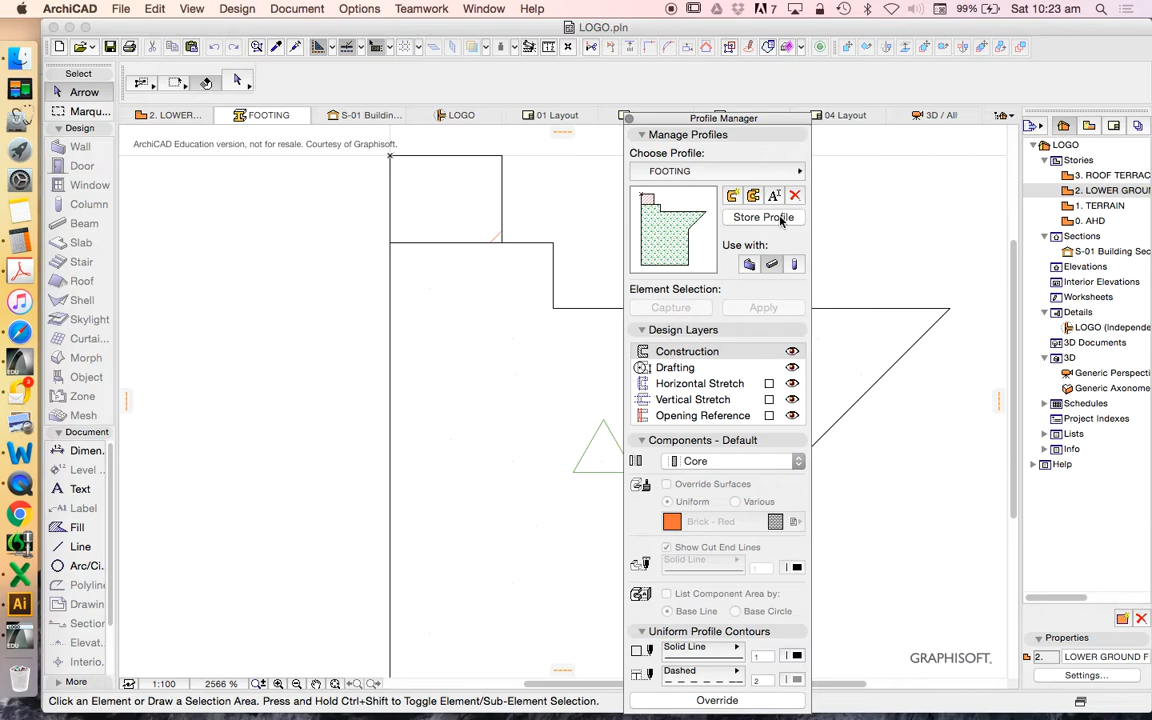 ArchiCAD File Edit View Design Document Options Teamwork Window Help 7 99% Sat 10:23 am
LOGO.pln
Select
Arrow
Marqu...
Design
Wall
Door
Window
Column
Beam
Slab
Stair
Roof
Shell
Skylight
Curtai...
Morph
Object
Zone
Mesh
Document
Dimen...
Level ...
Text
Label
Fill
Line
Arc/Ci...
Polylin
Drawin
Section
Elevat.
Interio.
More
2. LOWER... FOOTING S-01 Buildin... LOGO 01 Layout 04 Layout 3D / All
ArchiCAD Education version, not for resale. Courtesy of Graphisoft.
Profile Manager
Manage Profiles
Choose Profile:
FOOTING
Store Profile
Use with:
Element Selection:
Capture Apply
Design Layers
Construction
Drafting
Horizontal Stretch
Vertical Stretch
Opening Reference
Components - Default
Core
Override Surfaces
Uniform Various
Brick - Red
Show Cut End Lines
Solid Line 1
List Component Area by:
Base Line Base Circle
Uniform Profile Contours
Solid Line 1
Dashed 2
Override
GRAPHISOFT.
LOGO
Stories
3. ROOF TERRAC
2. LOWER GROUN
1. TERRAIN
0. AHD
Sections
S-01 Building Sec
Elevations
Interior Elevations
Worksheets
Details
LOGO (Independe
3D Documents
3D
Generic Perspecti
Generic Axonome
Schedules
Project Indexes
Lists
Info
Help
Properties
2. LOWER GROUND F
Settings...
1:100 2566 %
Click an Element or Draw a Selection Area. Press and Hold Ctrl+Shift to Toggle Element/Sub-Element Selection.